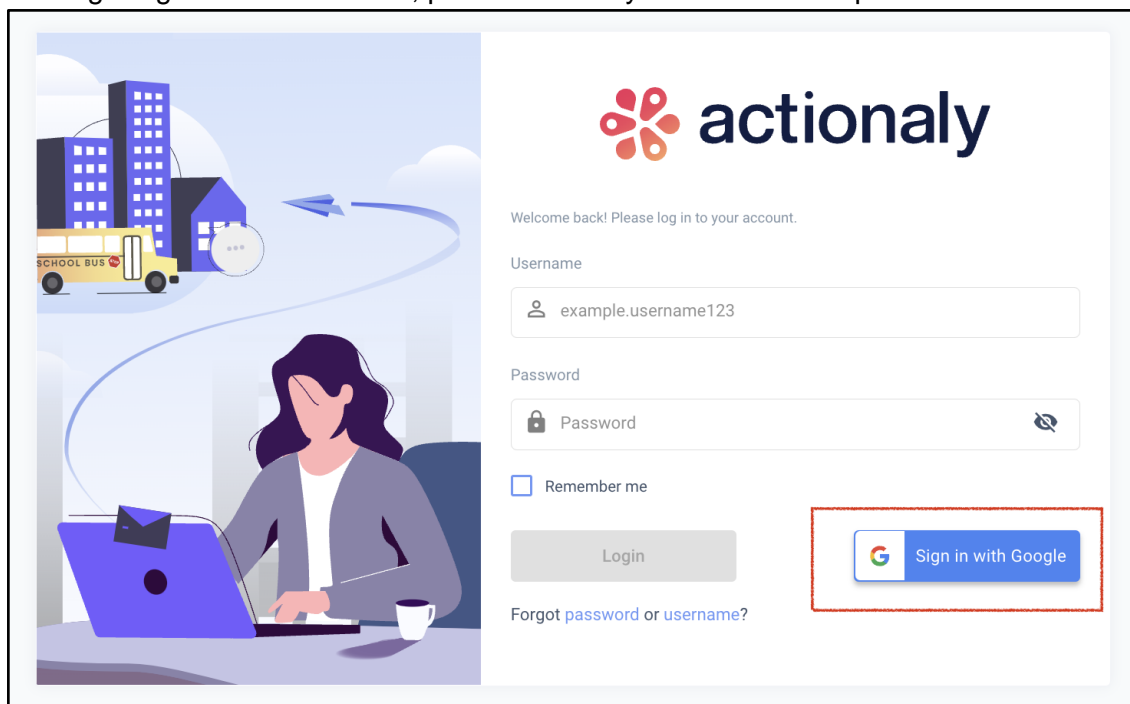 actionaly
Welcome back! Please log in to your account.
Username
example.username123
Password
Password
Remember me
Login
G Sign in with Google
Forgot password or username?
SCHOOL BUS